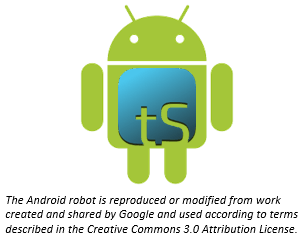 tS
The Android robot is reproduced or modified from work
created and shared by Google and used according to terms
described in the Creative Commons 3.0 Attribution License.